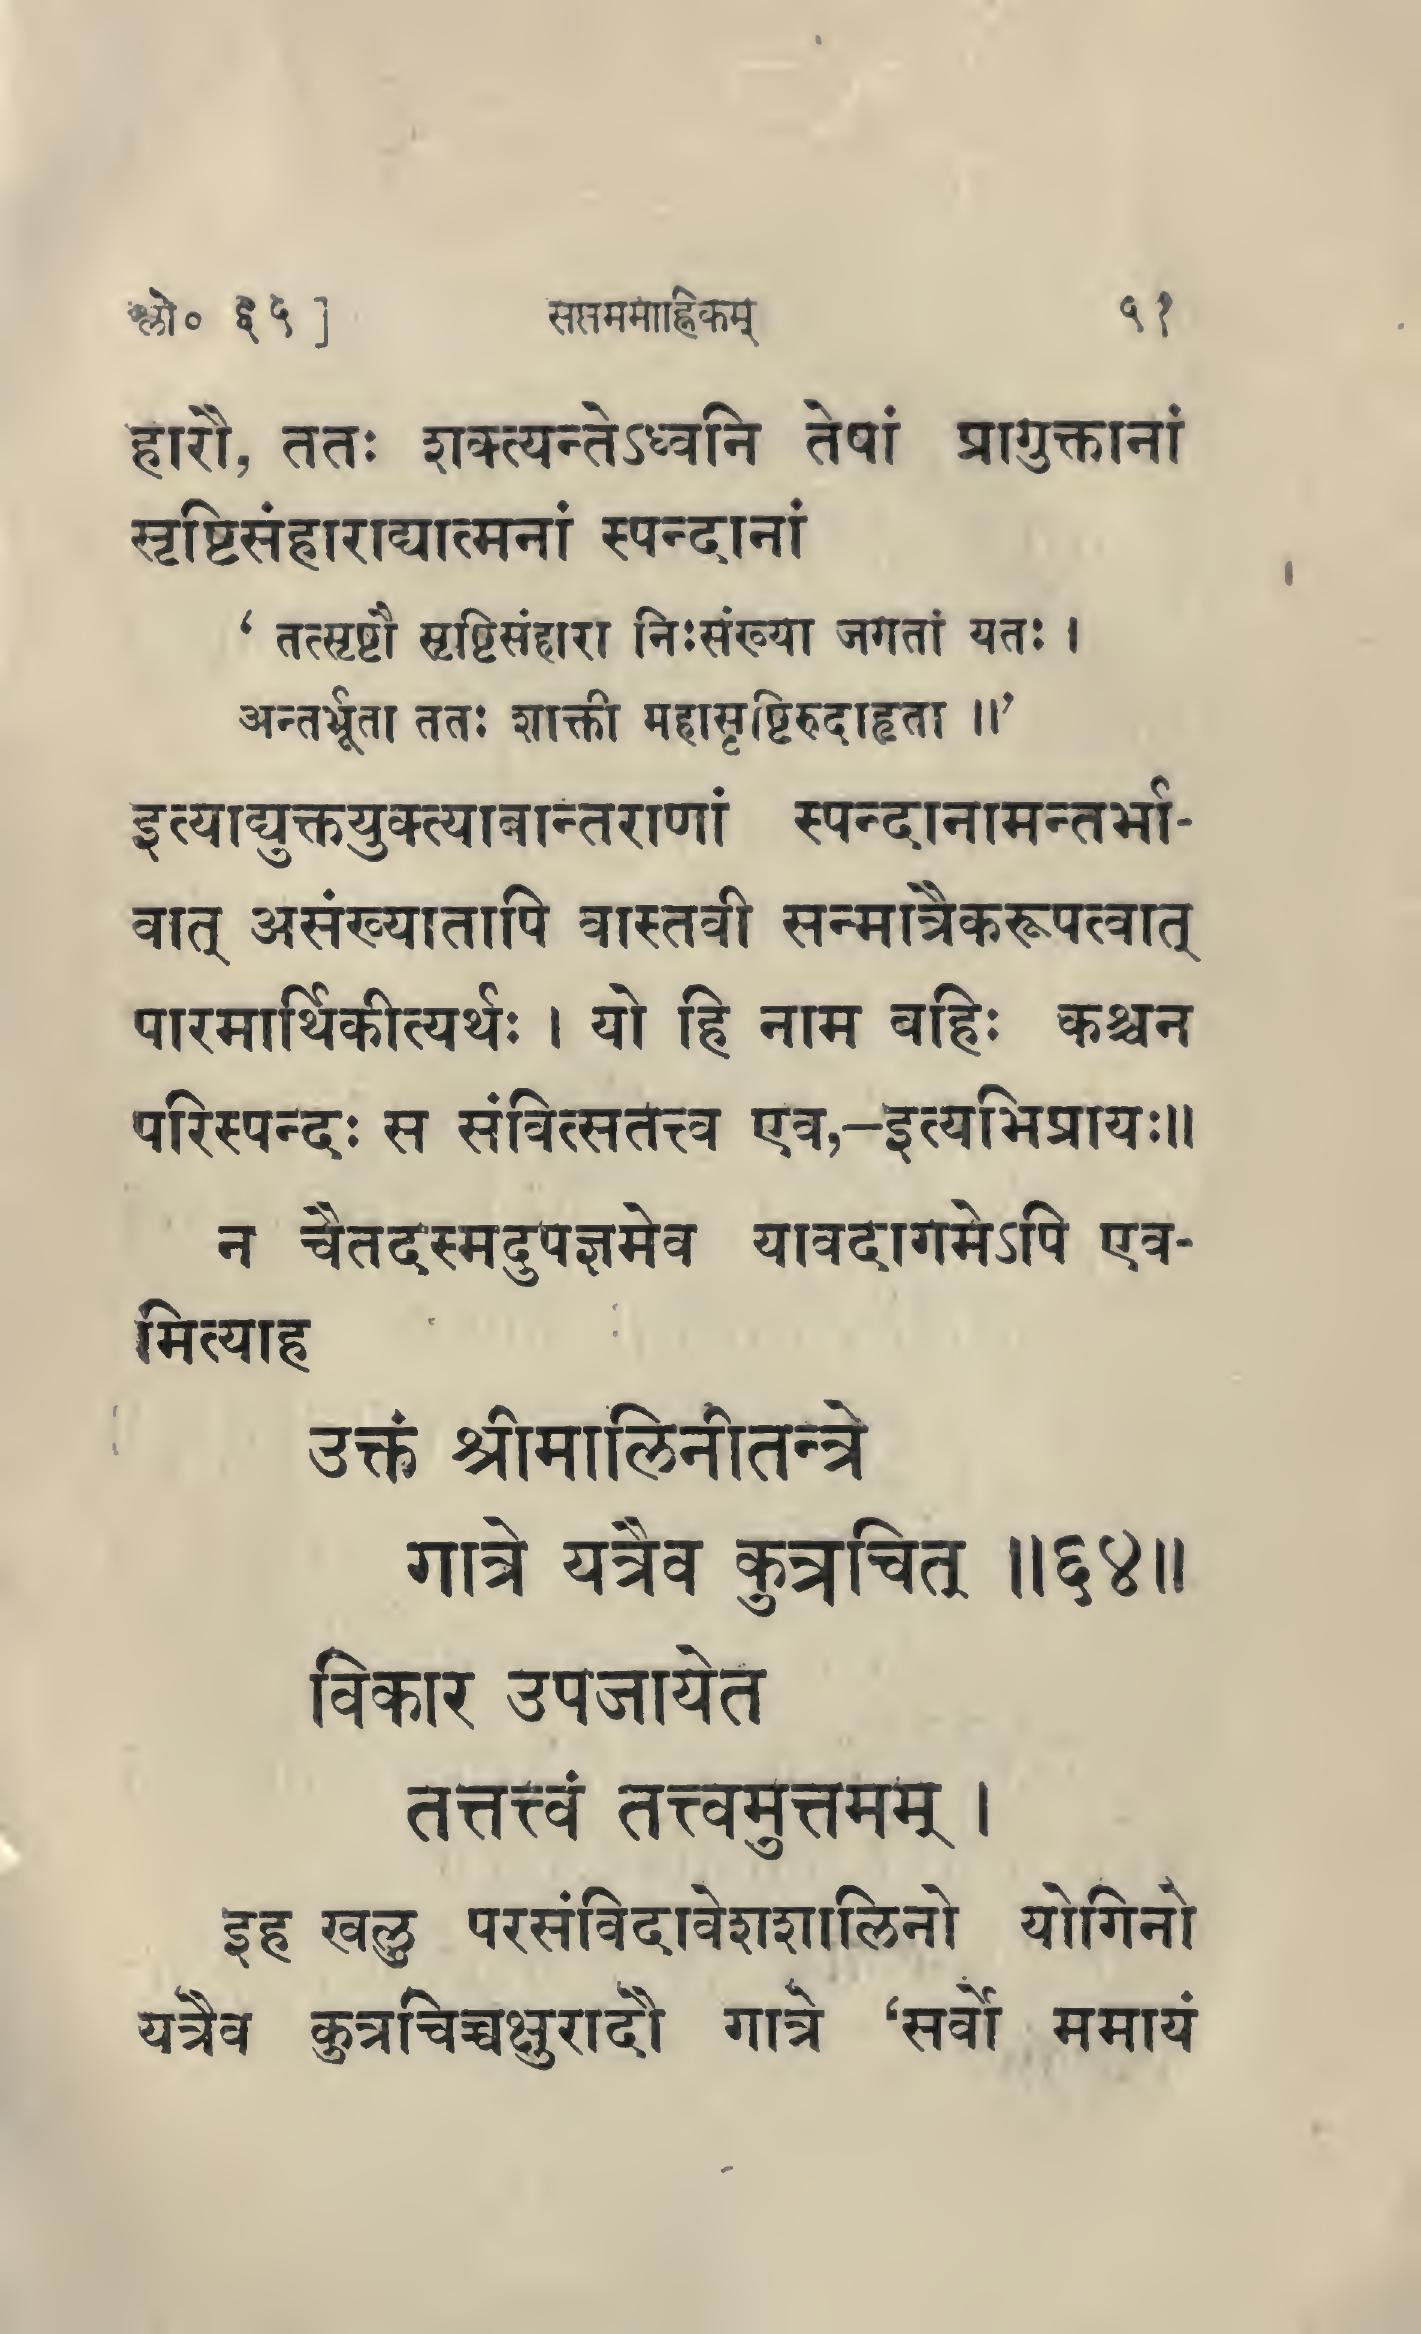 श्लो० ६५ ] सप्तममाह्निकम् ५१
हारौ, ततः शक्त्यन्तेऽध्वनि तेषां प्रागुक्तानां
सृष्टिसंहाराद्यात्मनां स्पन्दानां
‘ तत्सृष्टौ सृष्टिसंहारा निःसंख्या जगतां यतः ।
अन्तर्भूता ततः शाक्ती महासृष्टिरुदाहृता ॥’
इत्याद्युक्तयुक्त्यावान्तराणां स्पन्दानामन्तर्भा-
वात् असंख्यातापि वास्तवी सन्मात्रैकरूपत्वात्
पारमार्थिकीत्यर्थः । यो हि नाम बहिः कश्चन
परिस्पन्दः स संवित्सतत्त्व एव,—इत्यभिप्रायः॥
न चैतदस्मदुपज्ञमेव यावदागमेऽपि एव-
मित्याह
उक्तं श्रीमालिनीतन्त्रे
गात्रे यत्रैव कुत्रचित् ॥६४॥
विकार उपजायेत
तत्तत्त्वं तत्त्वमुत्तमम् ।
इह खलु परसंविदावेशशालिनो योगिनो
यत्रैव कुत्रचिच्चक्षुरादौ गात्रे ‘सर्वो ममायं